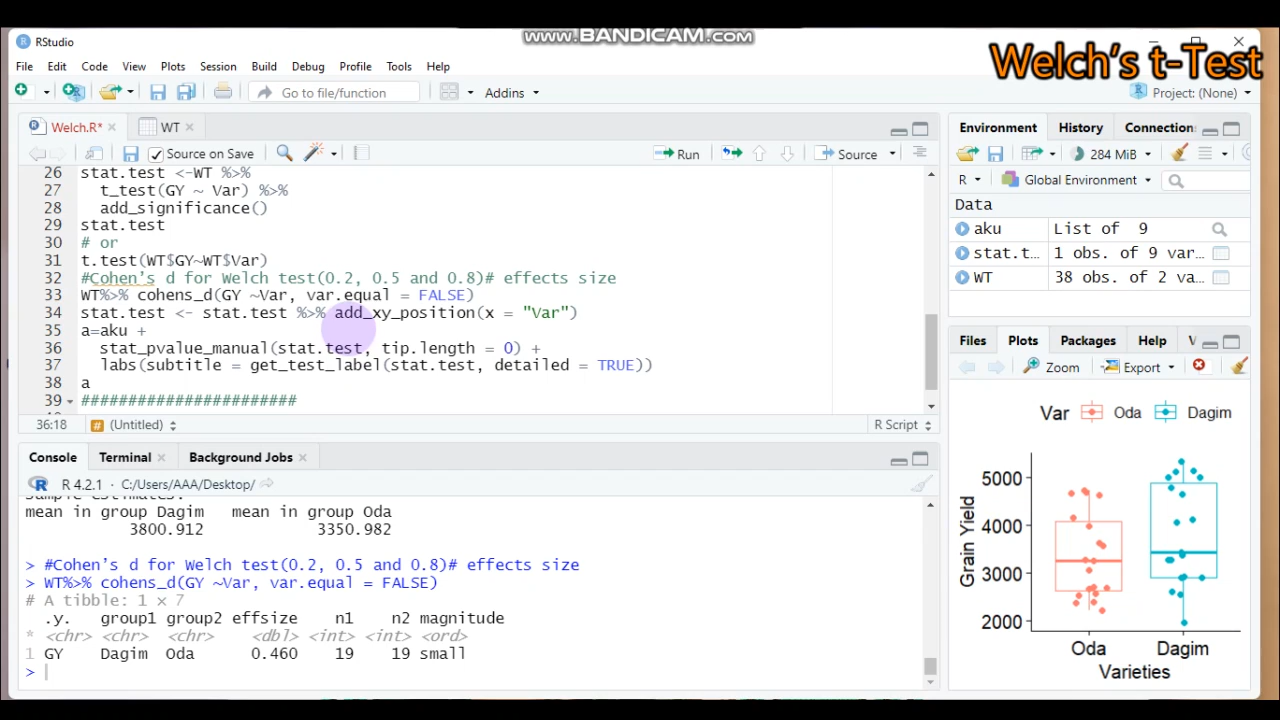 www.BANDICAM.com
RStudio
Welch's t-Test
File Edit Code View Plots Session Build Debug Profile Tools Help
Go to file/function Addins Project: (None)
Welch.R* WT
Source on Save Run Source
26 stat.test <-WT %>%
27 t_test(GY ~ Var) %>%
28 add_significance()
29 stat.test
30 # or
31 t.test(WT$GY~WT$Var)
32 #Cohen's d for Welch test(0.2, 0.5 and 0.8)# effects size
33 WT%>% cohens_d(GY ~Var, var.equal = FALSE)
34 stat.test <- stat.test %>% add_xy_position(x = "Var")
35 a=aku +
36 stat_pvalue_manual(stat.test, tip.length = 0) +
37 labs(subtitle = get_test_label(stat.test, detailed = TRUE))
38 a
39 #######################
36:18 (Untitled) R Script
Console Terminal Background Jobs
R 4.2.1 · C:/Users/AAA/Desktop/
sample estimates:
mean in group Dagim mean in group Oda
3800.912 3350.982
> #Cohen's d for Welch test(0.2, 0.5 and 0.8)# effects size
> WT%>% cohens_d(GY ~Var, var.equal = FALSE)
# A tibble: 1 × 7
.y. group1 group2 effsize n1 n2 magnitude
* <chr> <chr> <chr> <dbl> <int> <int> <ord>
1 GY Dagim Oda 0.460 19 19 small
>
Environment History Connection
284 MiB
R Global Environment
Data
aku List of 9
stat.t… 1 obs. of 9 var…
WT 38 obs. of 2 va…
Files Plots Packages Help V
Zoom Export
Var Oda Dagim
5000
4000
3000
2000
Grain Yield
Oda Dagim
Varieties